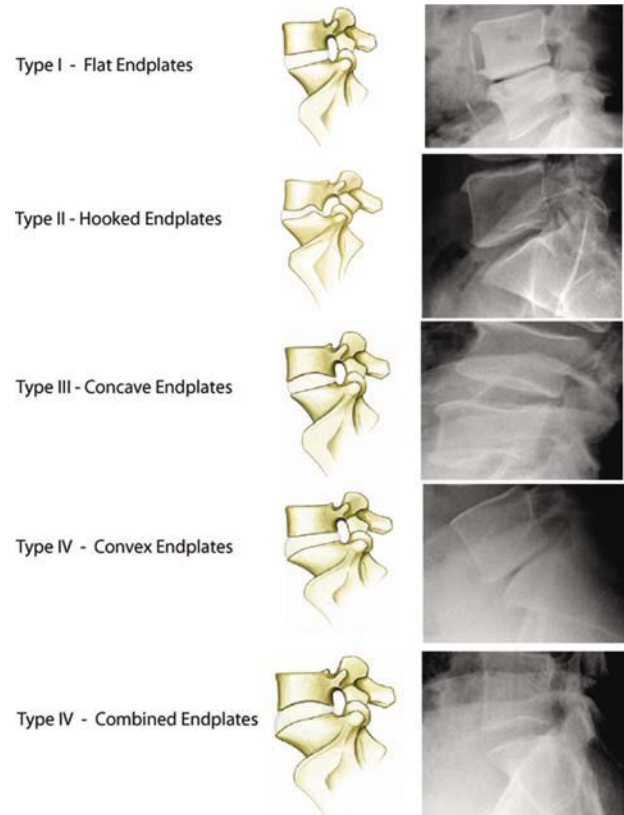 Type I - Flat Endplates
Type II - Hooked Endplates
Type III - Concave Endplates
Type IV - Convex Endplates
Type IV - Combined Endplates